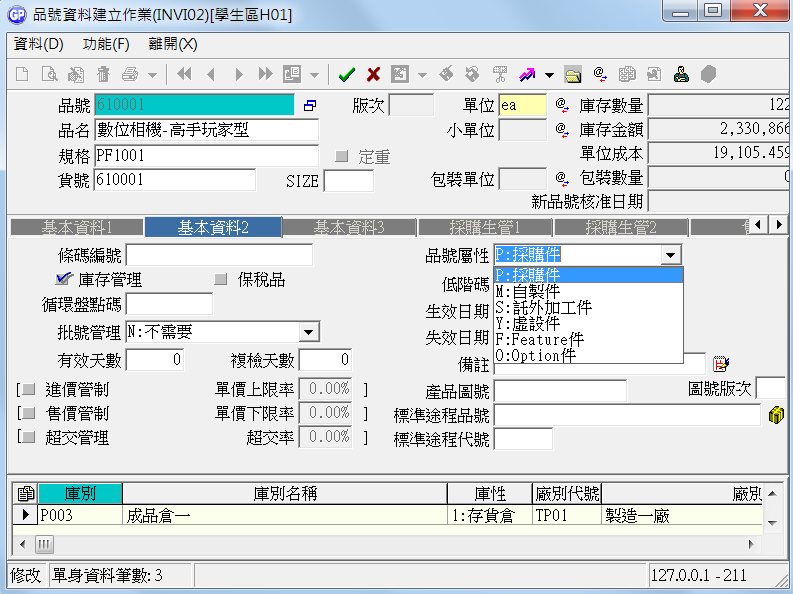 GP 品號資料建立作業(INVI02)[學生區H01]
資料(D) 功能(F) 離開(X)
品號 610001 版次 單位 ea 庫存數量 122
品名 數位相機-高手玩家型 小單位 庫存金額 2,330,866
規格 PF1001 定重 單位成本 19,105.459
貨號 610001 SIZE 包裝單位 包裝數量 0
新品號核准日期
基本資料1 基本資料2 基本資料3 採購生管1 採購生管2
條碼編號 品號屬性 P:採購件
庫存管理 保稅品 P:採購件
低階碼 M:自製件
循環盤點碼 S:託外加工件
生效日期 Y:虛設件
批號管理 N:不需要 失效日期 F:Feature件
O:Option件
有效天數 0 複檢天數 0 備註
[ 進價管制 單價上限率 0.00% ] 產品圖號 圖號版次
[ 售價管制 單價下限率 0.00% ] 標準途程品號
[ 超交管理 超交率 0.00% ] 標準途程代號
庫別 庫別名稱 庫性 廠別代號 廠別
P003 成品倉一 1:存貨倉 TP01 製造一廠
修改 單身資料筆數: 3 127.0.0.1 - 211